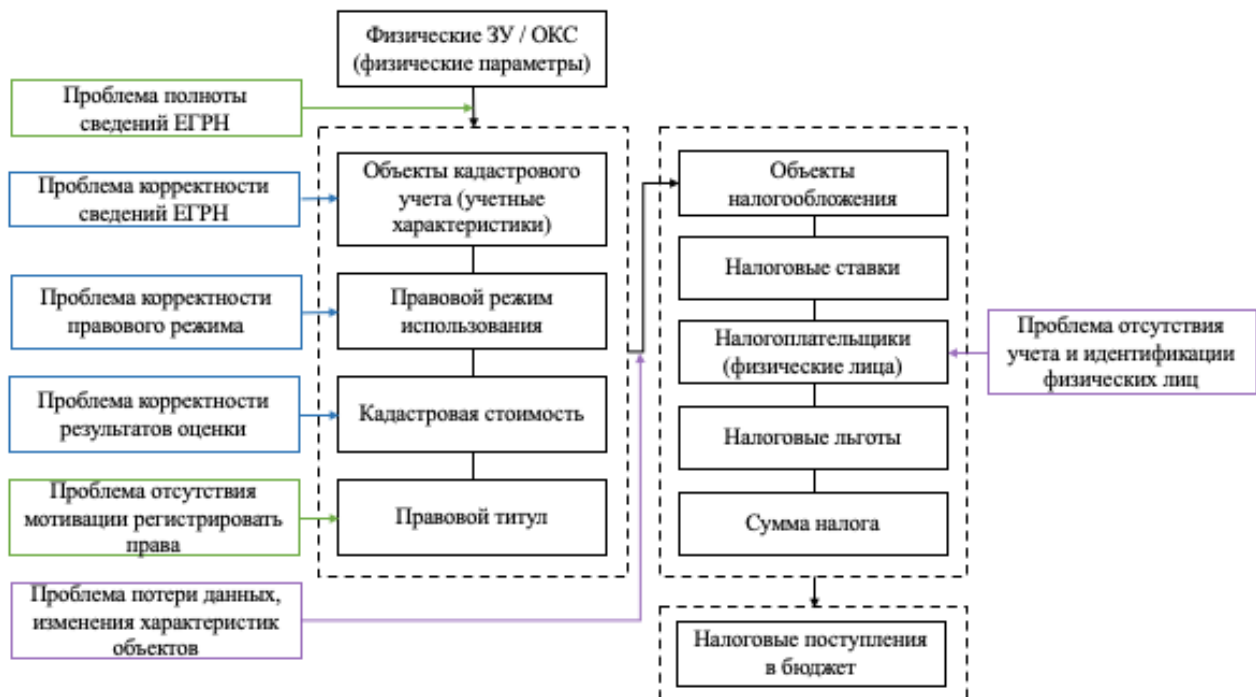 Физические ЗУ / ОКС
(физические параметры)
Проблема полноты
сведений ЕГРН
Проблема корректности
сведений ЕГРН
Проблема корректности
правового режима
Проблема корректности
результатов оценки
Проблема отсутствия
мотивации регистрировать
права
Проблема потери данных,
изменения характеристик
объектов
Объекты кадастрового
учета (учетные
характеристики)
Правовой режим
использования
Кадастровая стоимость
Правовой титул
Объекты
налогообложения
Налоговые ставки
Налогоплательщики
(физические лица)
Налоговые льготы
Сумма налога
Налоговые поступления
в бюджет
Проблема отсутствия
учета и идентификации
физических лиц